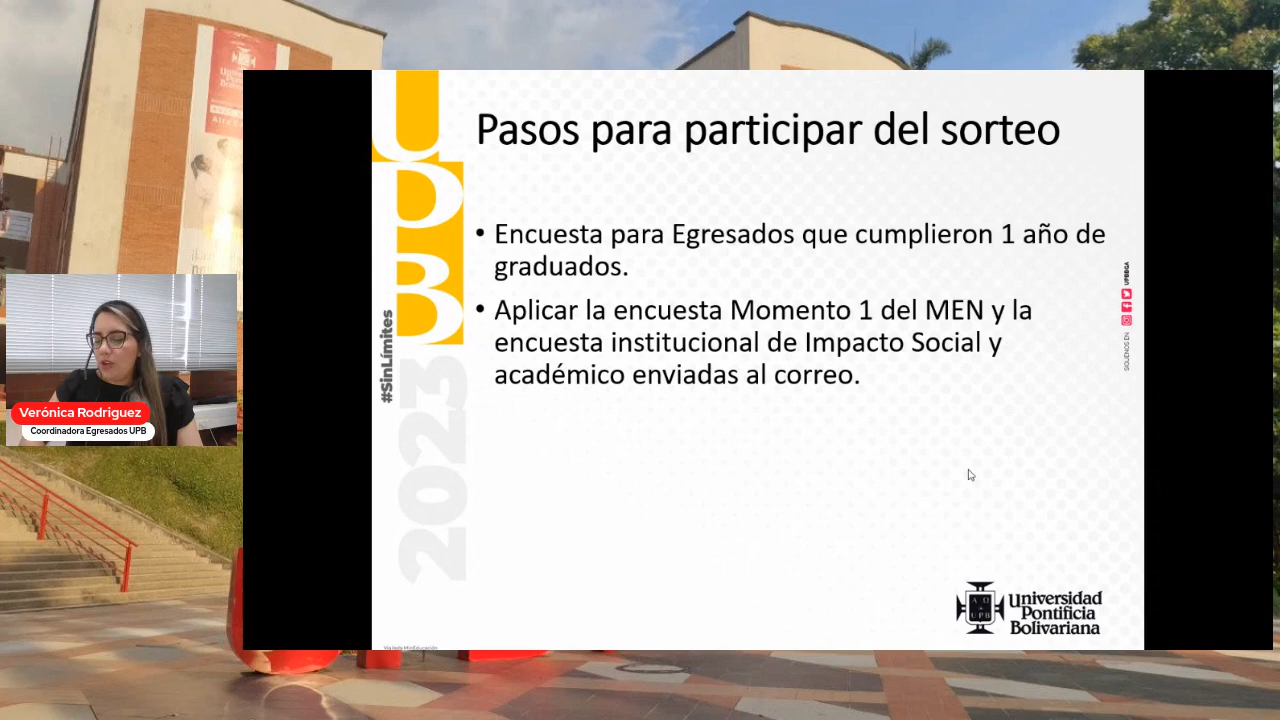 Pasos para participar del sorteo
• Encuesta para Egresados que cumplieron 1 año de
graduados.
• Aplicar la encuesta Momento 1 del MEN y la
encuesta institucional de Impacto Social y
académico enviadas al correo.
UPB
#SinLímites
2023
SÍGUENOS EN
UPBBGA
Universidad
Pontificia
Bolivariana
Verónica Rodriguez
Coordinadora Egresados UPB